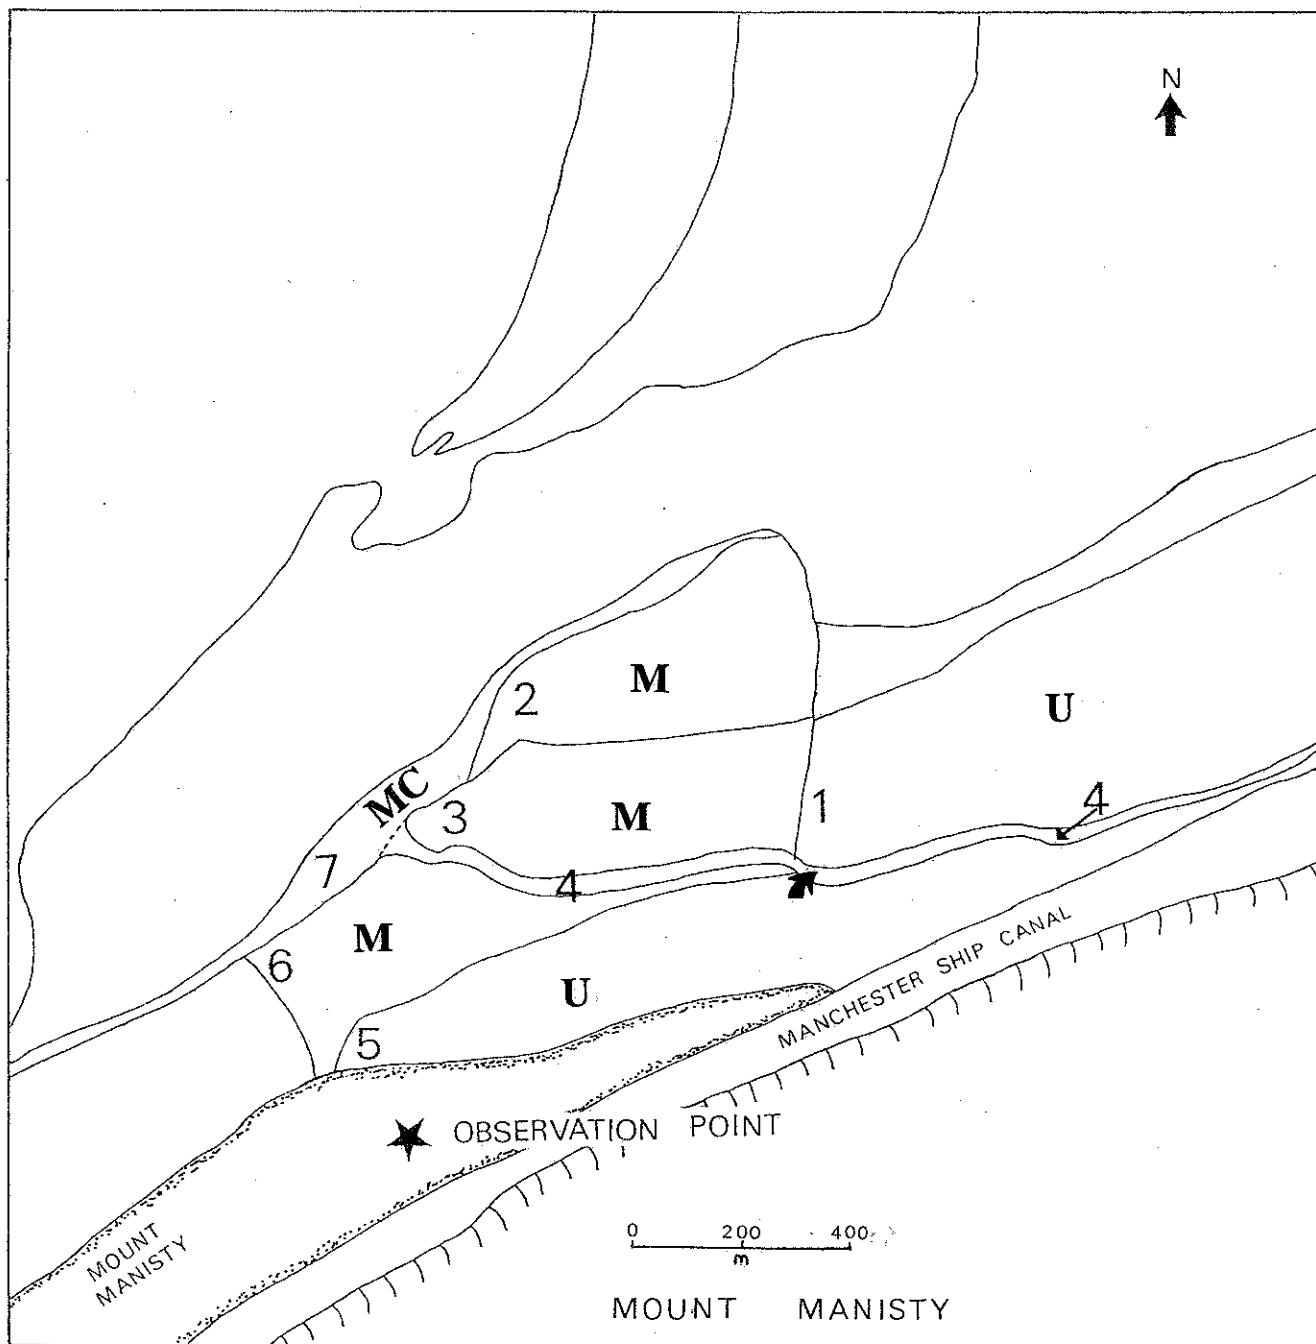 N
2
M
U
MC
3
M
1
4
7
4
M
6
U
5
MANCHESTER SHIP CANAL
OBSERVATION POINT
MOUNT
MANISTY
0 200 400
m
MOUNT MANISTY